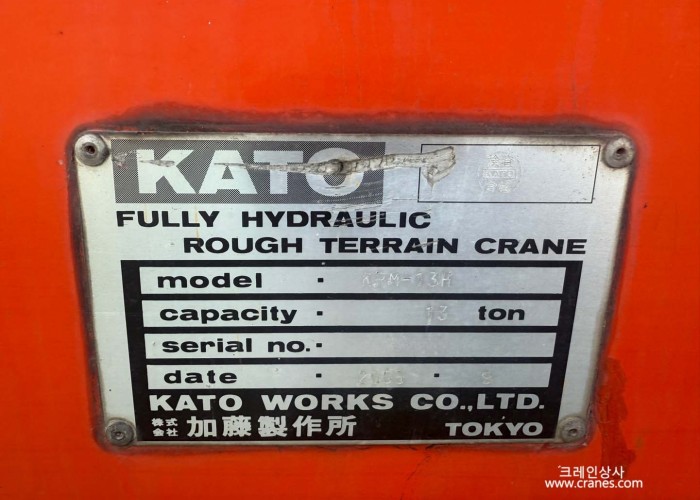 KATO
FULLY HYDRAULIC
ROUGH TERRAIN CRANE
model ·
capacity · 13 ton
serial no. ·
date · ·
KATO WORKS CO.,LTD.
株式会社 加藤製作所 TOKYO
크레인상사
www.cranes.com